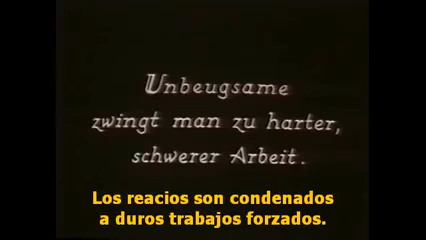 Unbeugsame
zwingt man zu harter,
schwerer Arbeit.
Los reacios son condenados
a duros trabajos forzados.